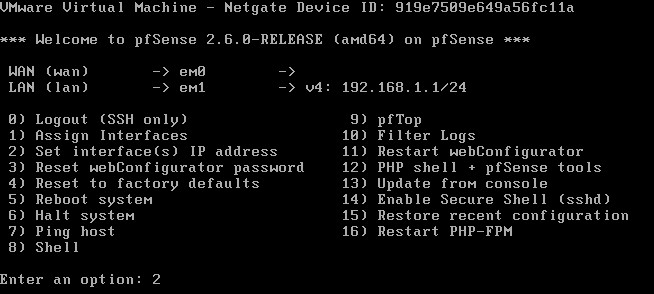 VMware Virtual Machine - Netgate Device ID: 919e7509e649a56fc11a
*** Welcome to pfSense 2.6.0-RELEASE (amd64) on pfSense ***
WAN (wan) -> em0 ->
LAN (lan) -> em1 -> v4: 192.168.1.1/24
0) Logout (SSH only) 9) pfTop
1) Assign Interfaces 10) Filter Logs
2) Set interface(s) IP address 11) Restart webConfigurator
3) Reset webConfigurator password 12) PHP shell + pfSense tools
4) Reset to factory defaults 13) Update from console
5) Reboot system 14) Enable Secure Shell (sshd)
6) Halt system 15) Restore recent configuration
7) Ping host 16) Restart PHP-FPM
8) Shell
Enter an option: 2